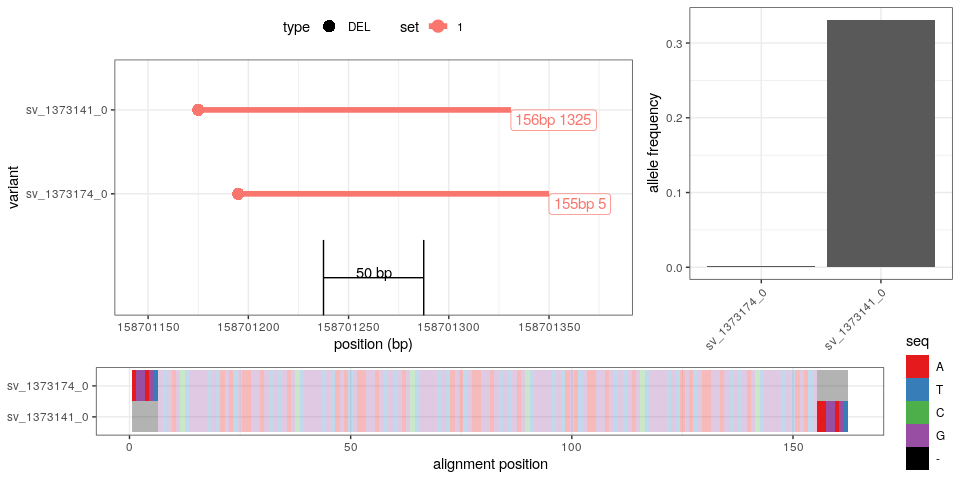 type DEL set 1
variant
sv_1373141_0
156bp 1325
sv_1373174_0
155bp 5
50 bp
158701150 158701200 158701250 158701300 158701350
position (bp)
allele frequency
0.3
0.2
0.1
0.0
sv_1373174_0
sv_1373141_0
sv_1373174_0
sv_1373141_0
0 50 100 150
alignment position
seq
A
T
C
G
-